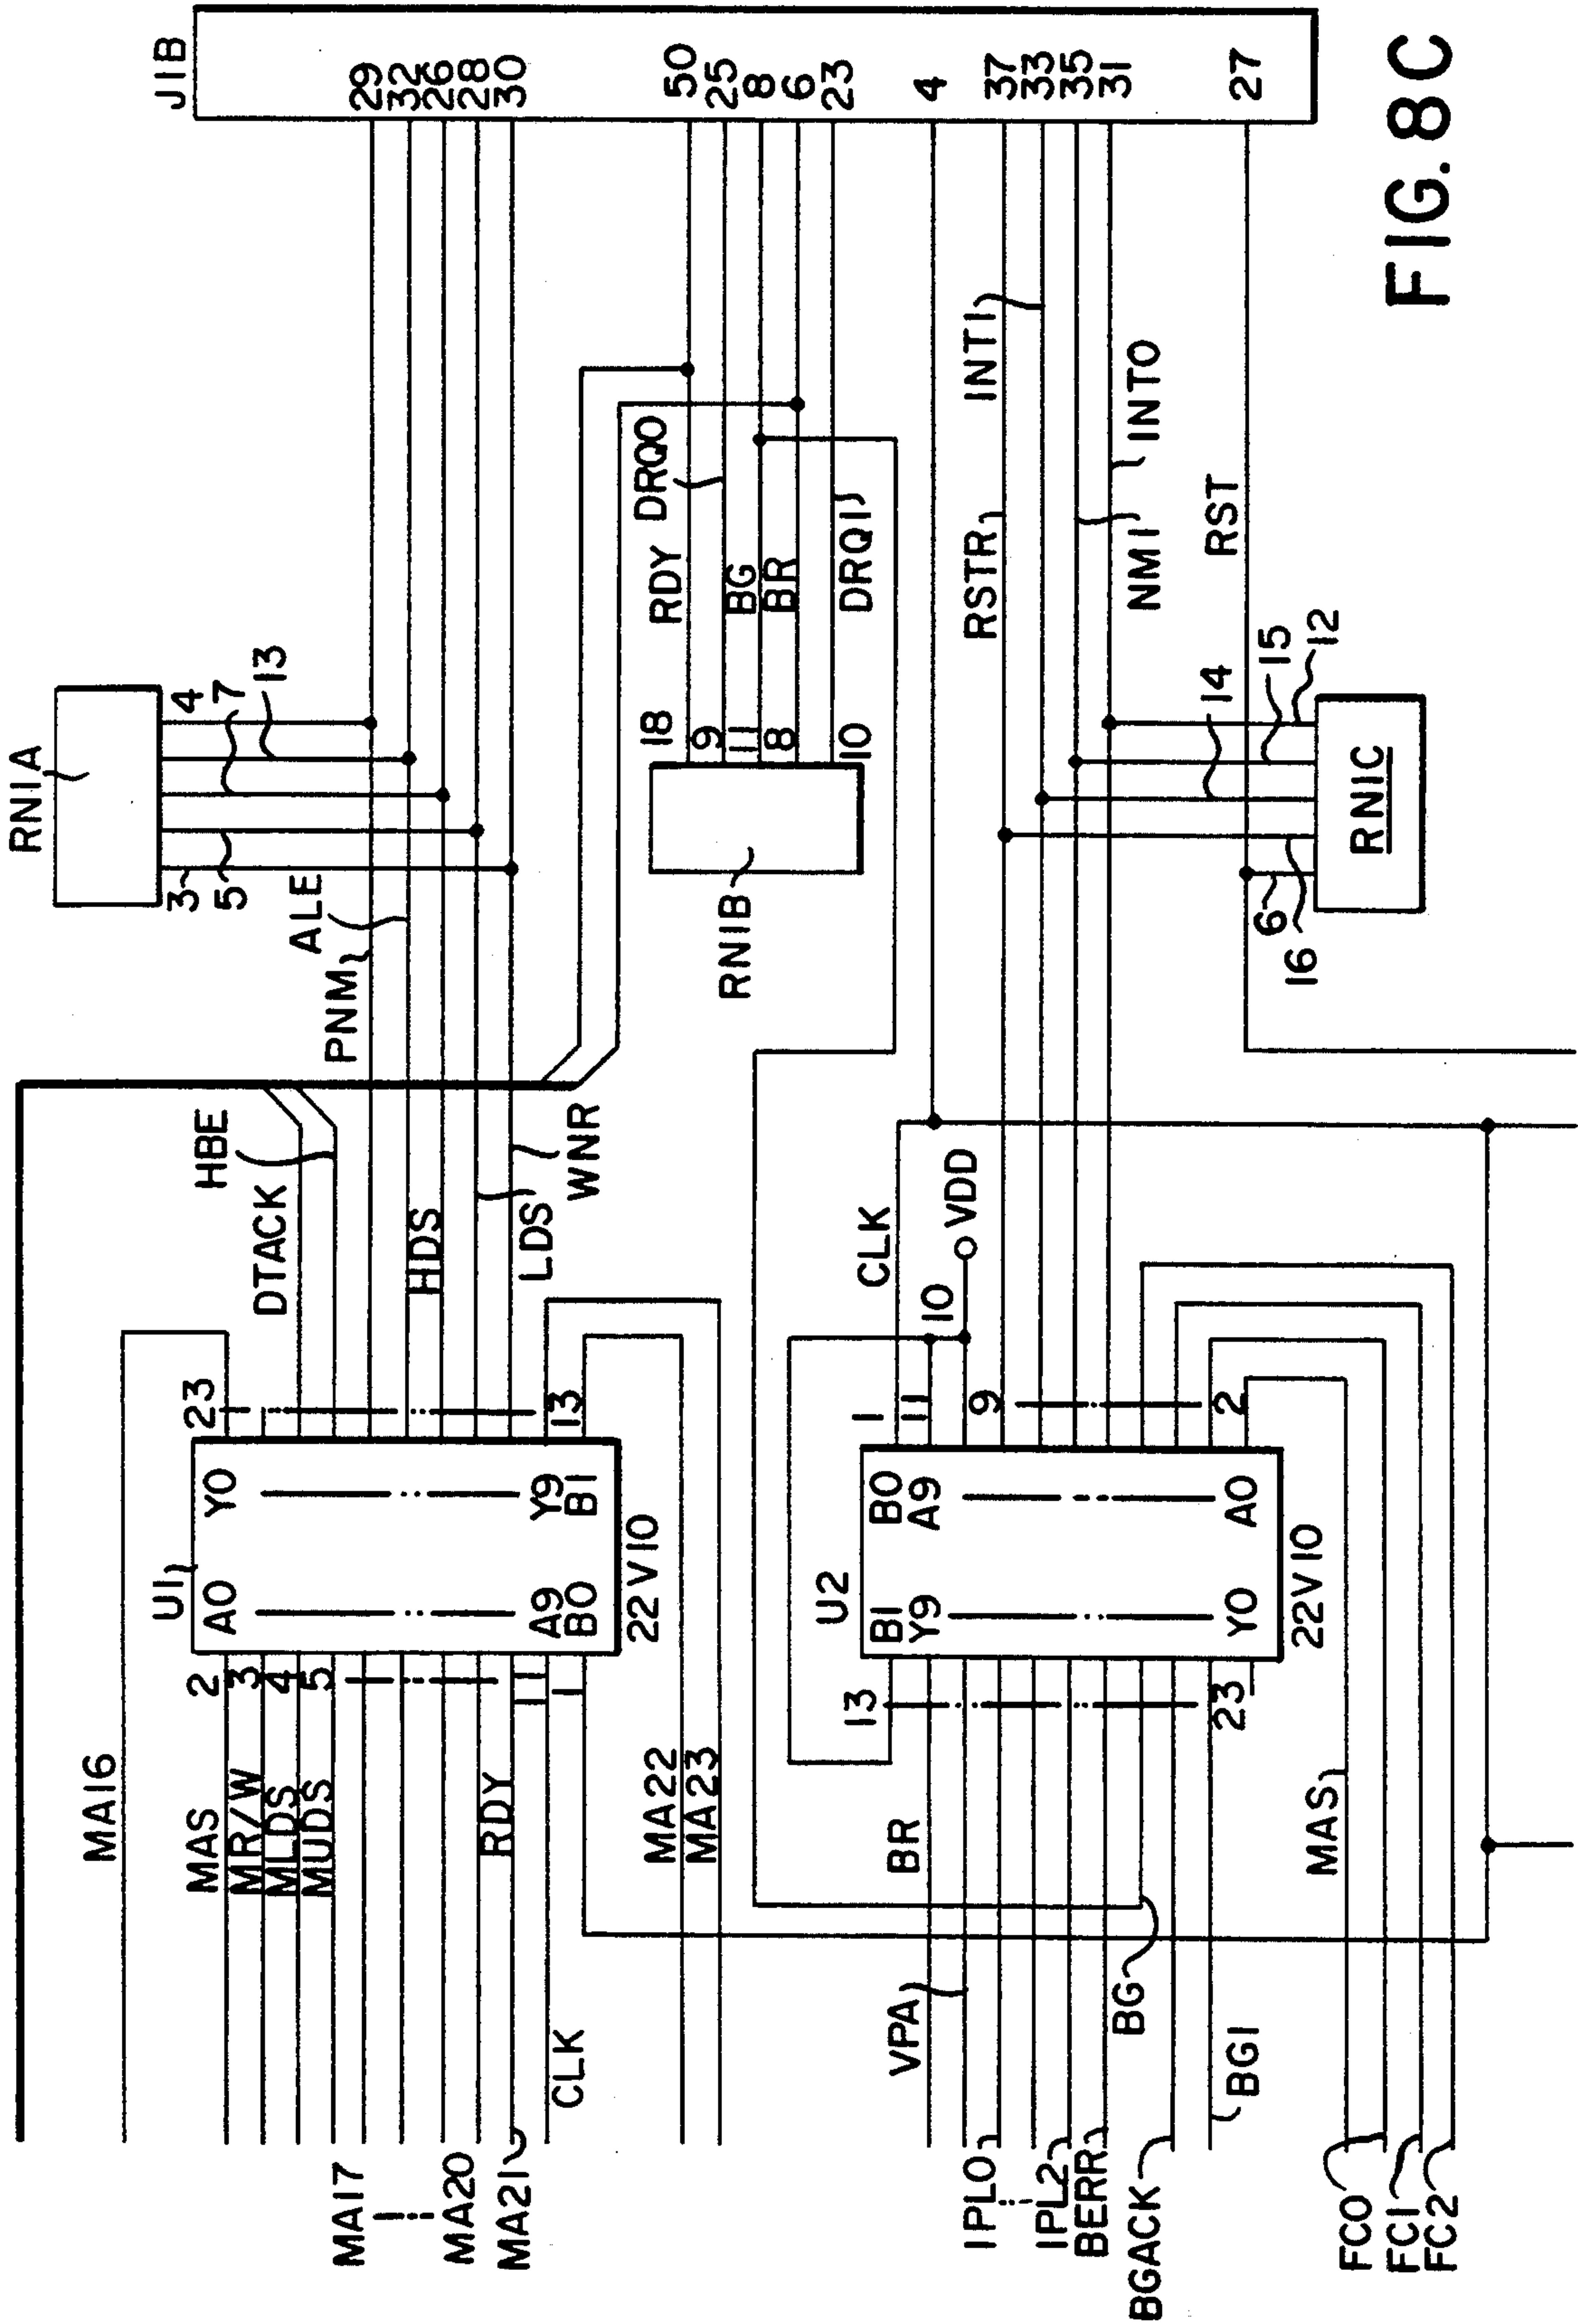 J1B
29
32
26
28
30
50
25
8
6
23
4
37
33
35
31
27
FIG. 8C
RN1A
4
7
13
3
5
ALE
PNM
HBE
DTACK
HDS
LDS
WNR
RDY
DRQ0
BG
BR
DRQ1
18
9
11
8
10
RN1B
INT1
RSTR
NMI
INT0
RST
14
15
12
6
16
RN1C
MA16
U1
23
13
A0
Y0
A9
B0
Y9
B1
22V10
2
3
4
5
11
1
MAS
MR/W
MLDS
MUDS
RDY
MA17
MA20
MA21
CLK
MA22
MA23
CLK
VDD
10
1
11
9
2
U2
B1
Y9
B0
A9
Y0
A0
22V10
13
23
BR
VPA
IPL0
IPL2
BERR
BGACK
BG
BG1
MAS
FC0
FC1
FC2